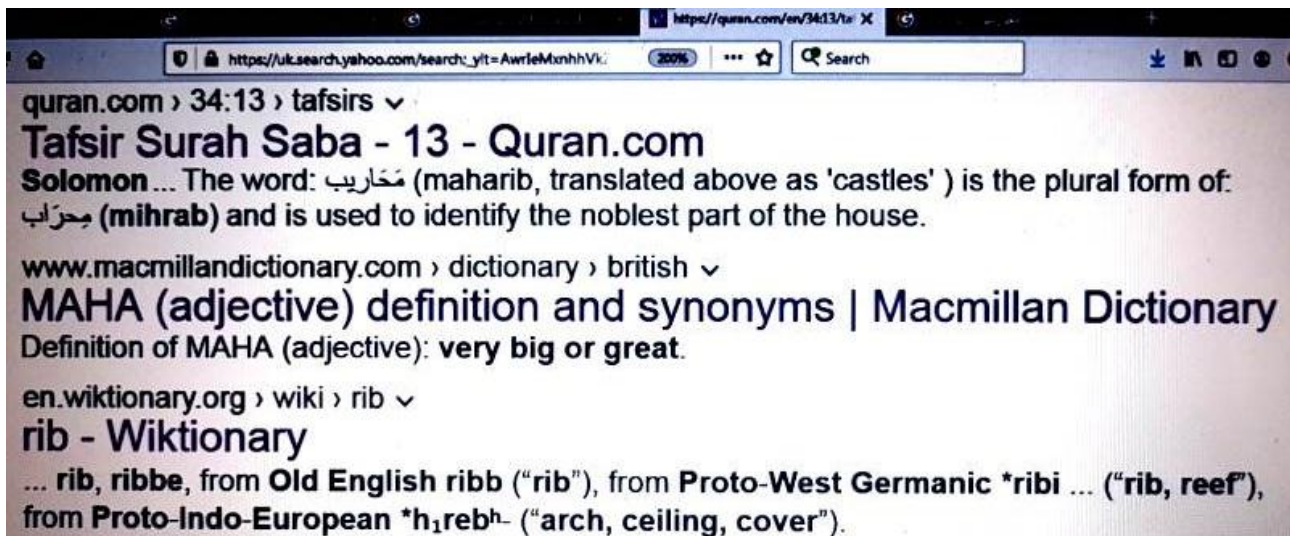 https://quran.com/en/34:13/ta
https://uk.search.yahoo.com/search;_ylt=AwrIeMxnhhVk
200%
Search
quran.com › 34:13 › tafsirs
Tafsir Surah Saba - 13 - Quran.com
Solomon ... The word: مَحَاريب (maharib, translated above as 'castles' ) is the plural form of:
مِحرَاب (mihrab) and is used to identify the noblest part of the house.
www.macmillandictionary.com › dictionary › british
MAHA (adjective) definition and synonyms | Macmillan Dictionary
Definition of MAHA (adjective): very big or great.
en.wiktionary.org › wiki › rib
rib - Wiktionary
... rib, ribbe, from Old English ribb (“rib”), from Proto-West Germanic *ribi ... (“rib, reef”),
from Proto-Indo-European *h₁rebʰ- (“arch, ceiling, cover”).